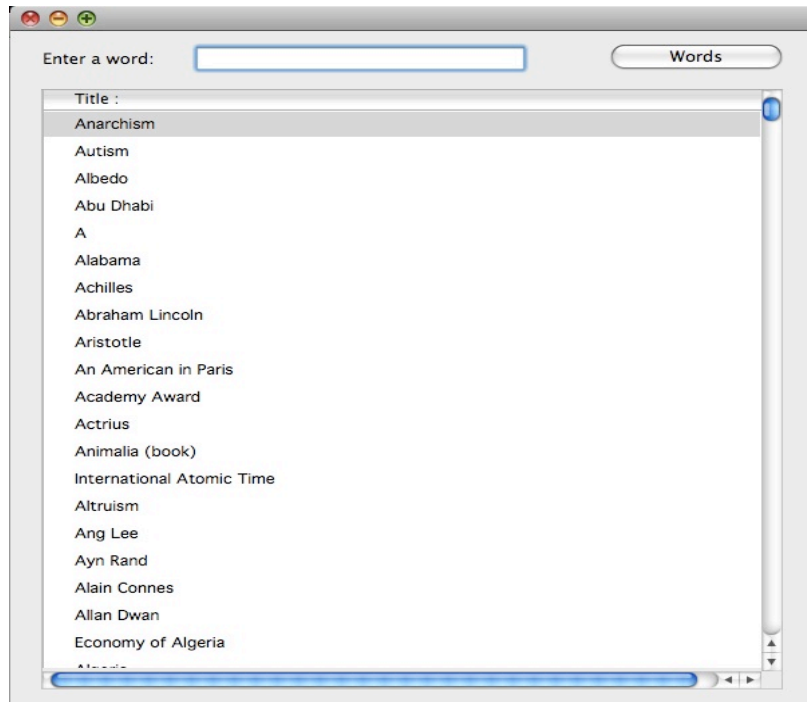 Enter a word:
Words
Title :
Anarchism
Autism
Albedo
Abu Dhabi
A
Alabama
Achilles
Abraham Lincoln
Aristotle
An American in Paris
Academy Award
Actrius
Animalia (book)
International Atomic Time
Altruism
Ang Lee
Ayn Rand
Alain Connes
Allan Dwan
Economy of Algeria